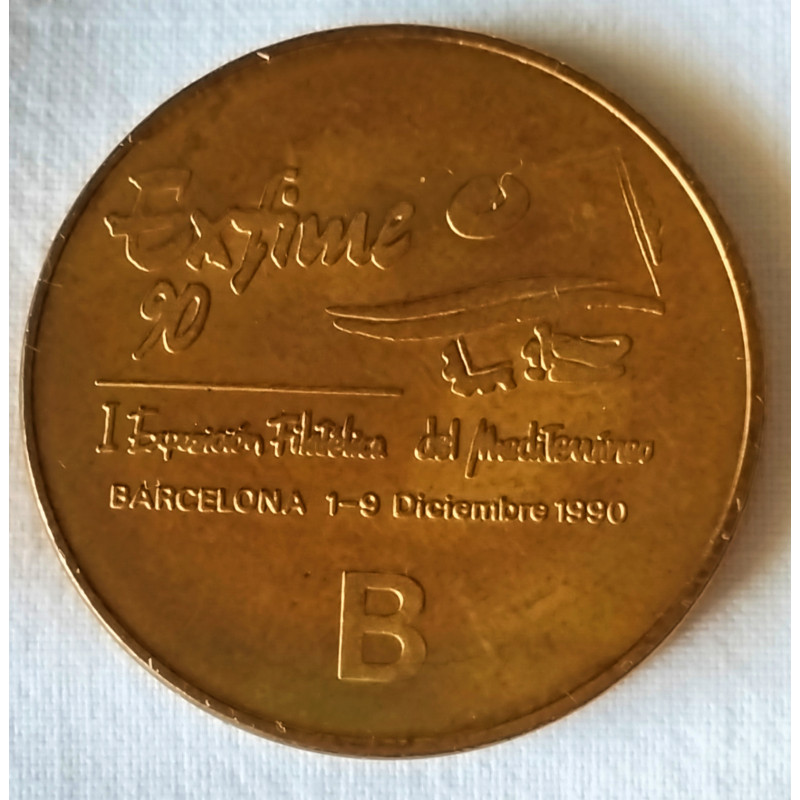 Exfime
90
I Exposición Filatélica del Mediterráneo
BARCELONA 1-9 Diciembre 1990
B